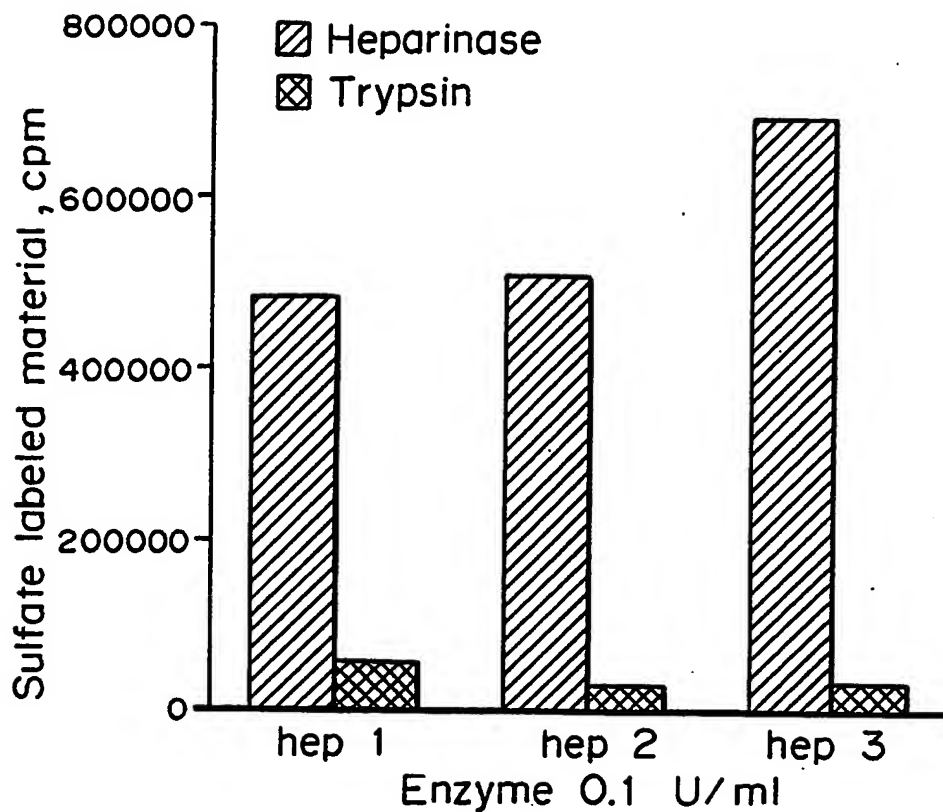 Heparinase
Trypsin
Sulfate labeled material, cpm
800000
600000
400000
200000
0
hep 1
hep 2
hep 3
Enzyme 0.1 U/ml